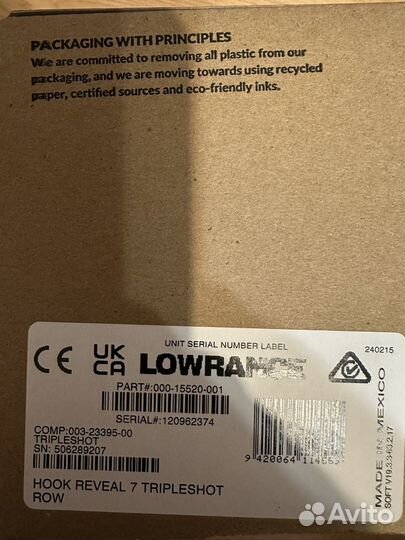 PACKAGING WITH PRINCIPLES
We are committed to removing all plastic from our
packaging, and we are moving towards using recycled
paper, certified sources and eco-friendly inks.
UNIT SERIAL NUMBER LABEL
240215
CE UK CA LOWRANCE
PART#:000-15520-001
SERIAL#:120962374
COMP:003-23395-00
TRIPLESHOT
SN: 506289207
HOOK REVEAL 7 TRIPLESHOT
ROW
MADE IN MEXICO
Avito